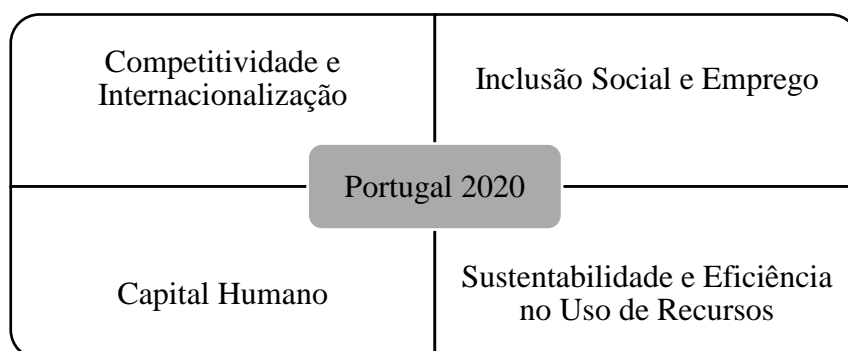 Competitividade e
Internacionalização
Inclusão Social e Emprego
Portugal 2020
Capital Humano
Sustentabilidade e Eficiência
no Uso de Recursos